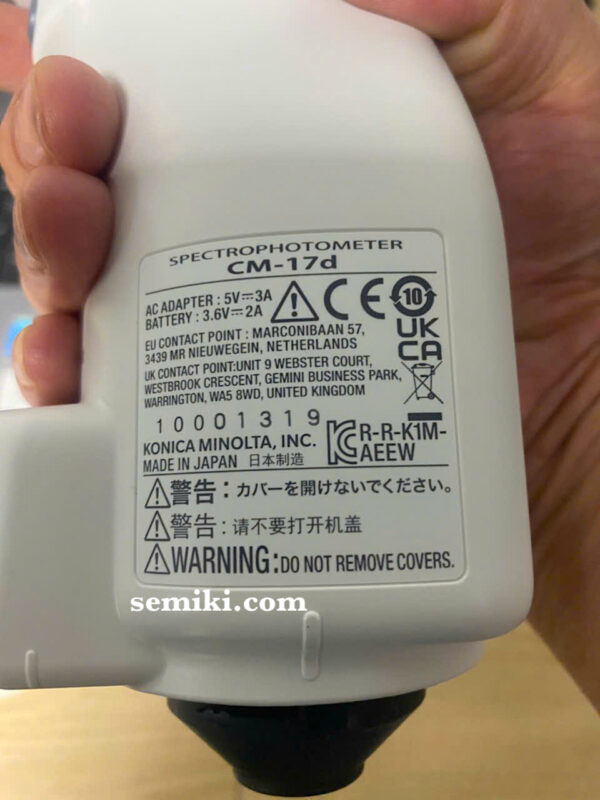 SPECTROPHOTOMETER
CM-17d
AC ADAPTER : 5V⎓3A
BATTERY : 3.6V⎓2A
CE
10
UK
CA
EU CONTACT POINT : MARCONIBAAN 57,
3439 MR NIEUWEGEIN, NETHERLANDS
UK CONTACT POINT:UNIT 9 WEBSTER COURT,
WESTBROOK CRESCENT, GEMINI BUSINESS PARK,
WARRINGTON, WA5 8WD, UNITED KINGDOM
10001319
KONICA MINOLTA, INC.
MADE IN JAPAN 日本制造
KC R-R-K1M-
AEEW
警告：カバーを開けないでください。
警告：请不要打开机盖
WARNING:DO NOT REMOVE COVERS.
semiki.com